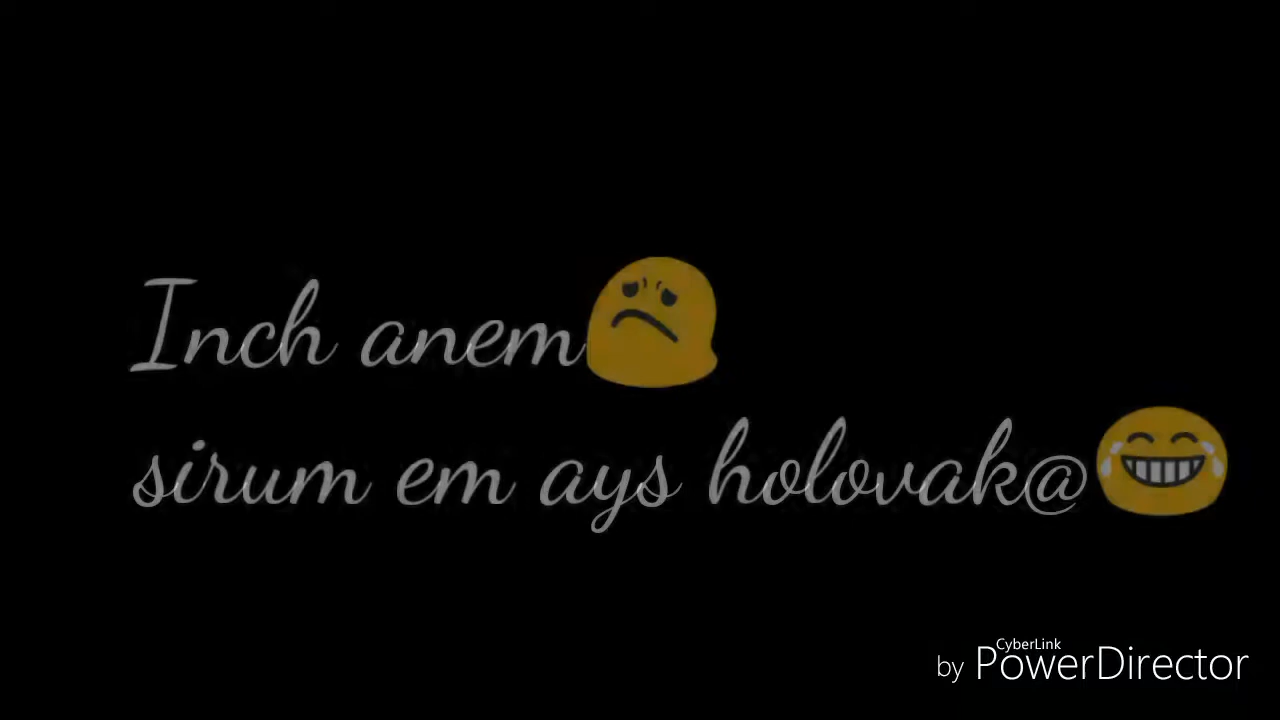 Inch anem😟
sirum em ays holovak@😂
CyberLink
by PowerDirector